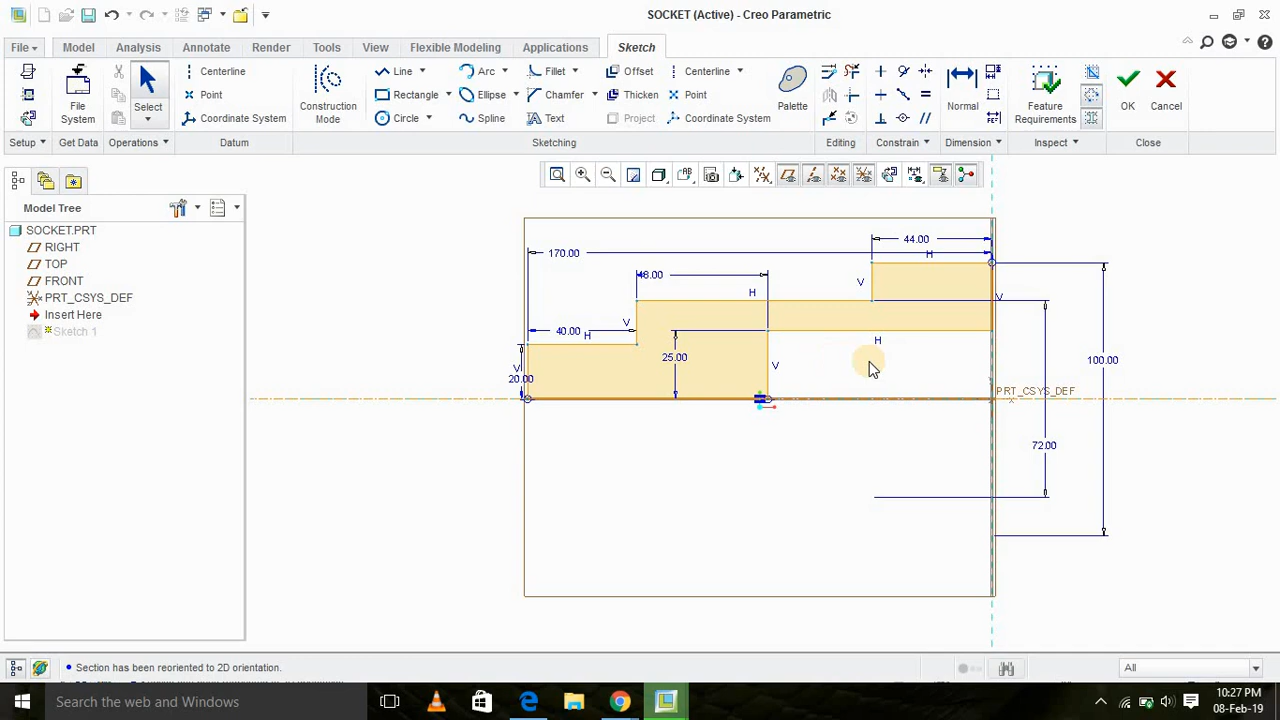 SOCKET (Active) - Creo Parametric
File Model Analysis Annotate Render Tools View Flexible Modeling Applications Sketch
Centerline Line Arc Fillet Offset Centerline
Point Rectangle Ellipse Chamfer Thicken Point
Coordinate System Circle Spline Text Project Coordinate System
File System
Select
Construction Mode
Palette
Normal
Feature Requirements
OK Cancel
Setup Get Data Operations Datum Sketching Editing Constrain Dimension Inspect Close
Model Tree
SOCKET.PRT
RIGHT
TOP
FRONT
PRT_CSYS_DEF
Insert Here
Sketch 1
44.00
170.00 H
48.00
H
V
V
V
40.00 H
H
25.00
V
V
20.00
100.00
PRT_CSYS_DEF
72.00
Section has been reoriented to 2D orientation.
All
Search the web and Windows
10:27 PM
08-Feb-19